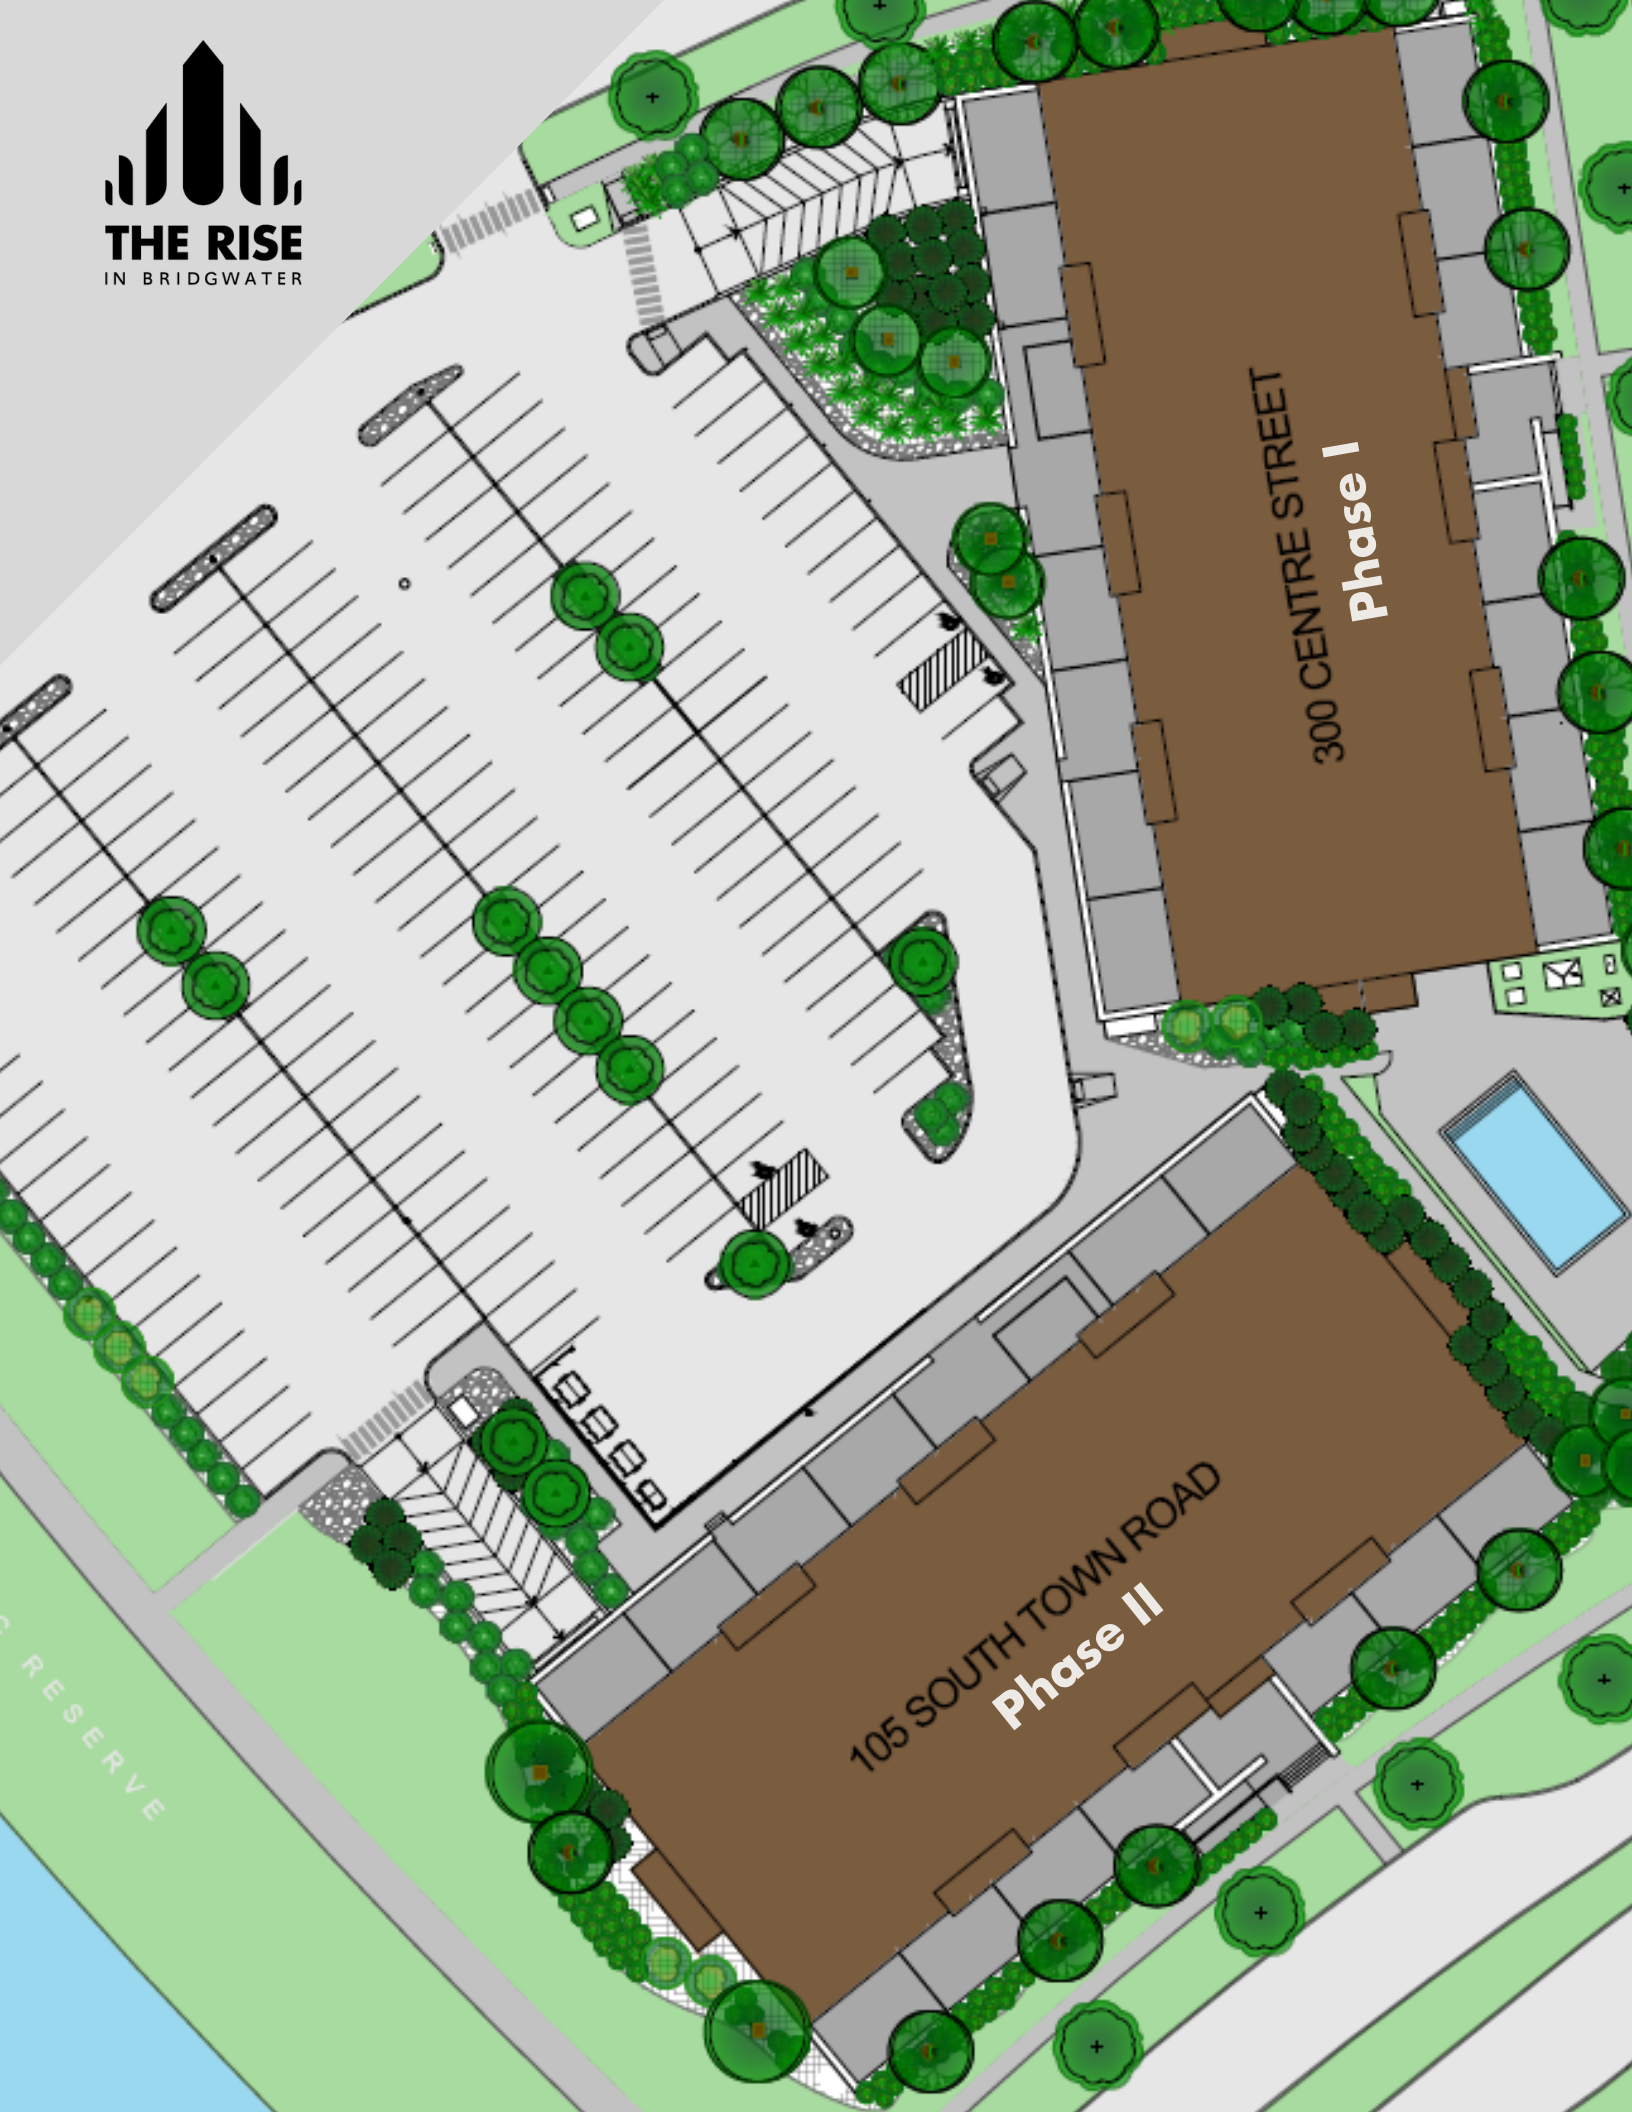 THE RISE
IN BRIDGWATER
300 CENTRE STREET
Phase I
105 SOUTH TOWN ROAD
Phase II
RESERVE